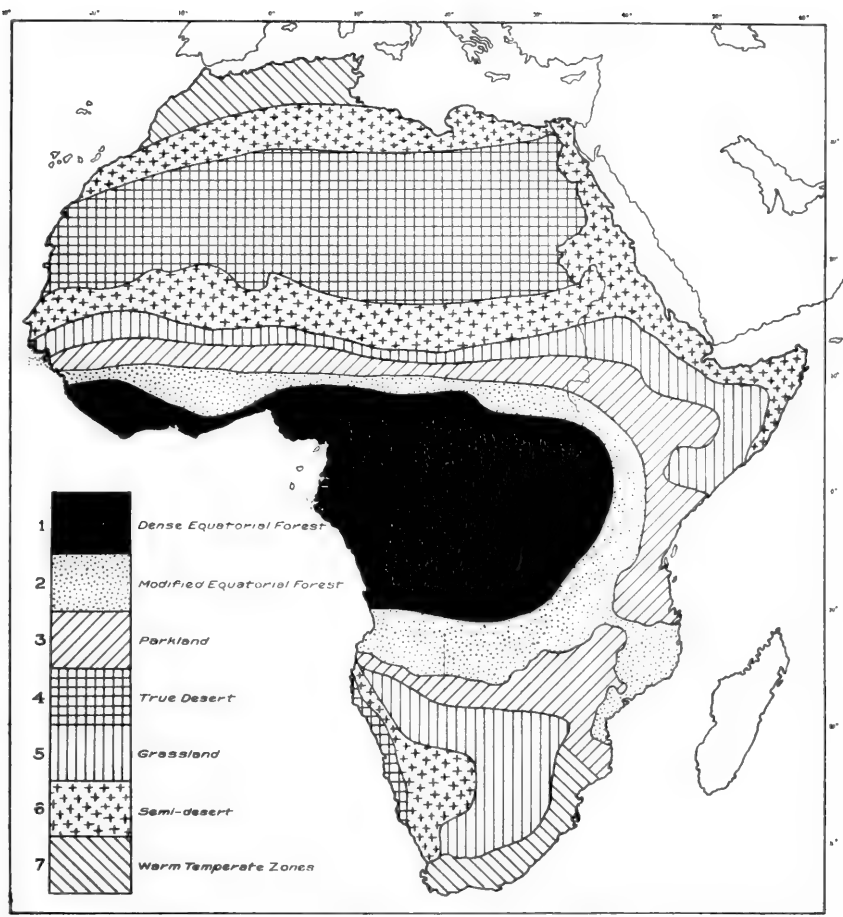 1 Dense Equatorial Forest
2 Modified Equatorial Forest
3 Parkland
4 True Desert
5 Grassland
6 Semi-desert
7 Warm Temperate Zones